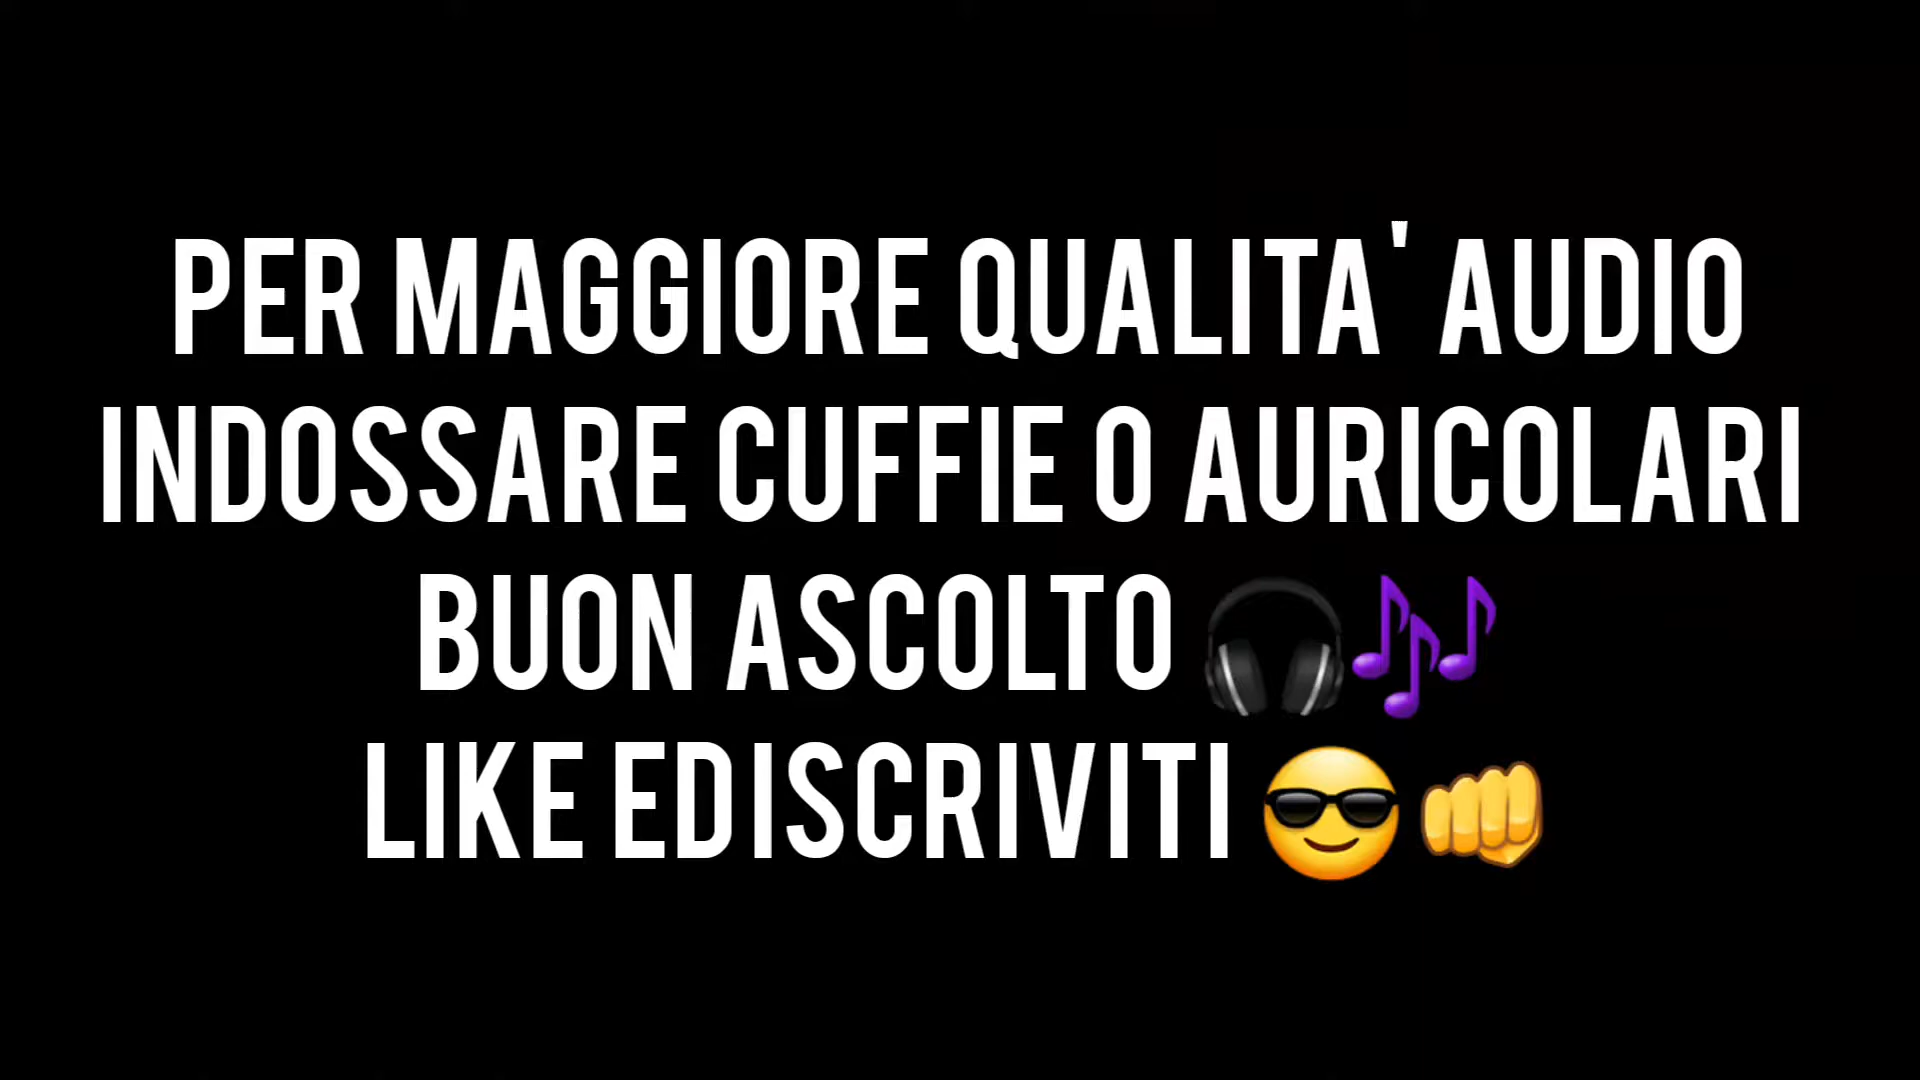 PER MAGGIORE QUALITA' AUDIO
INDOSSARE CUFFIE O AURICOLARI
BUON ASCOLTO 🎧🎶
LIKE EDISCRIVITI 😎👊